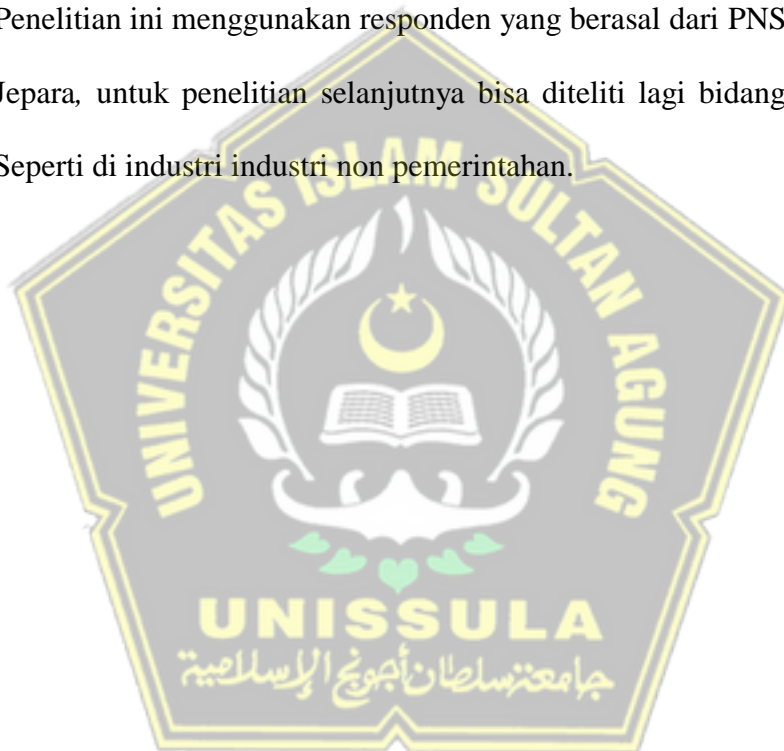 Penelitian ini menggunakan responden yang berasal dari PNS
Jepara, untuk penelitian selanjutnya bisa diteliti lagi bidang
Seperti di industri industri non pemerintahan.
UNIVERSITAS ISLAM SULTAN AGUNG
UNISSULA
جامعة سلطان أجونج الإسلامية